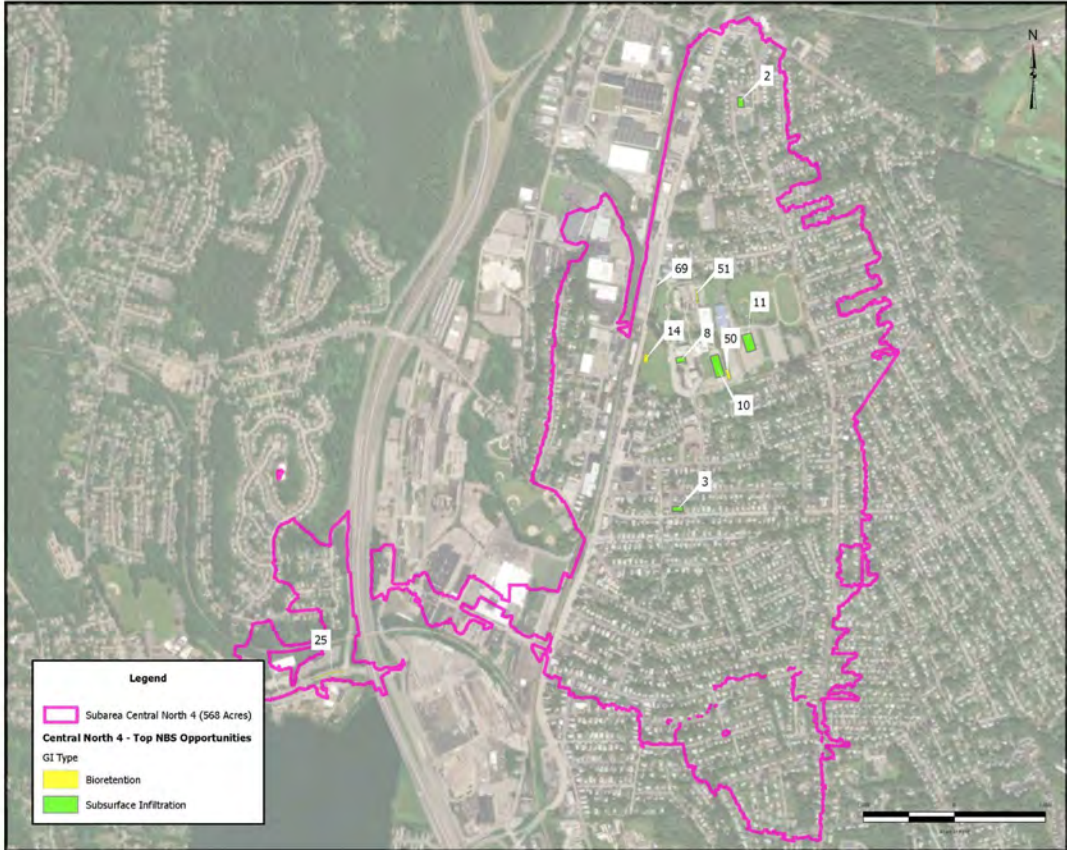 N
2
69
51
11
14
8
50
10
3
25
Legend
Subarea Central North 4 (568 Acres)
Central North 4 - Top NBS Opportunities
GI Type
Bioretention
Subsurface Infiltration